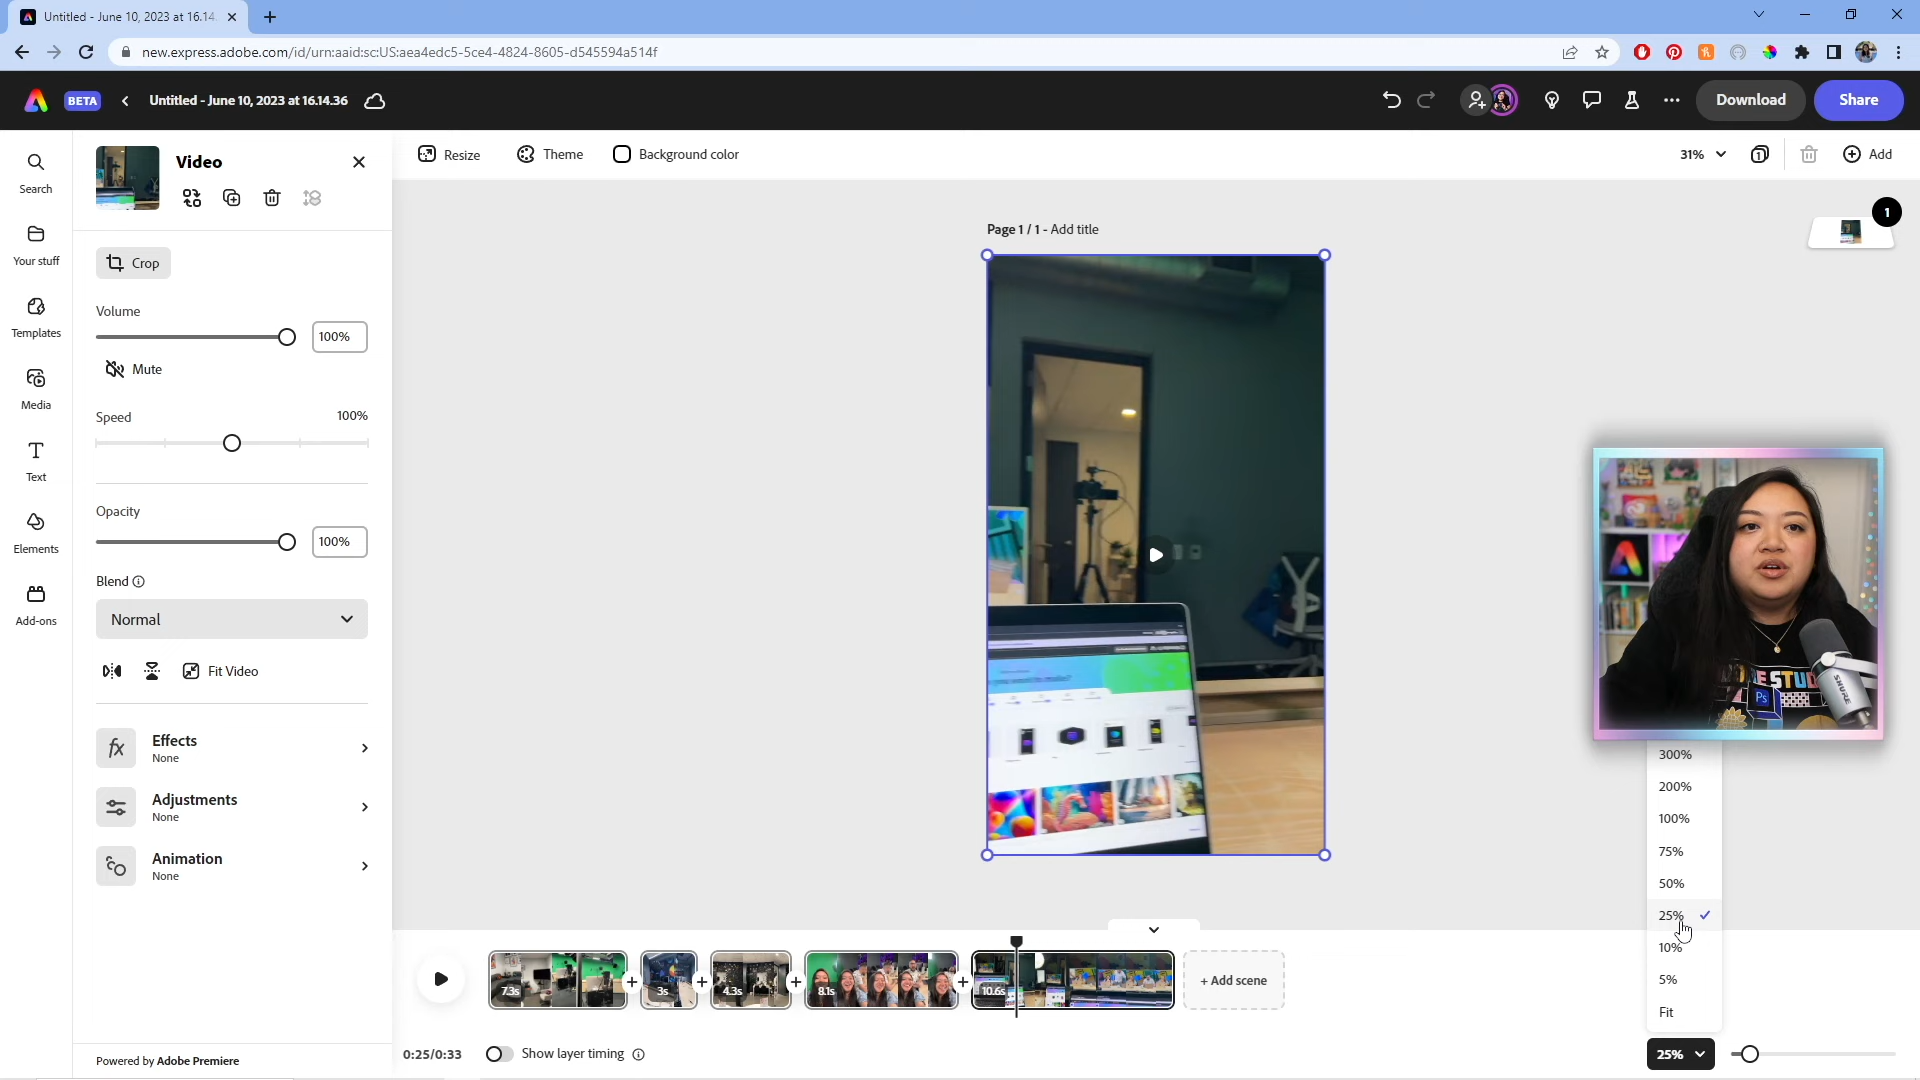 Untitled - June 10, 2023 at 16.14.
new.express.adobe.com/id/urn:aaid:sc:US:aea4edc5-5ce4-4824-8605-d545594a514f
BETA
Untitled - June 10, 2023 at 16.14.36
Download
Share
Search
Your stuff
Templates
Media
Text
Elements
Add-ons
Video
Crop
Volume
100%
Mute
Speed
100%
Opacity
100%
Blend
Normal
Fit Video
fx
Effects
None
Adjustments
None
Animation
None
Powered by Adobe Premiere
Resize
Theme
Background color
31%
1
Add
Page 1 / 1 - Add title
1
SHURE
Ps
300%
200%
100%
75%
50%
25%
10%
5%
Fit
7.3s
3s
4.3s
8.1s
10.6s
+ Add scene
0:25/0:33
Show layer timing
25%